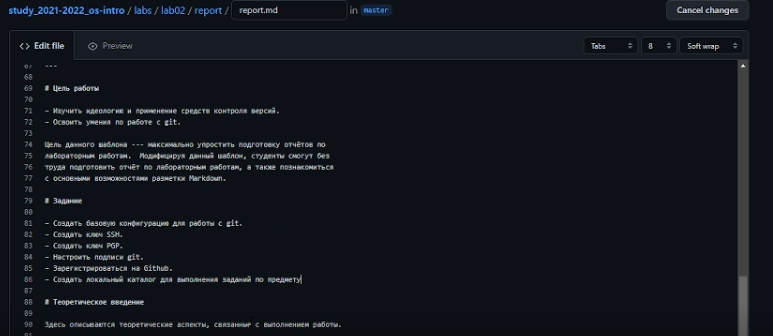 study_2021-2022_os-intro / labs / lab02 / report / report.md in master Cancel changes
<> Edit file Preview Tabs 8 Soft wrap
67 ---
68
69 # Цель работы
70
71 - Изучить идеологию и применение средств контроля версий.
72 - Освоить умения по работе с git.
73
74 Цель данного шаблона --- максимально упростить подготовку отчётов по
75 лабораторным работам. Модифицируя данный шаблон, студенты смогут без
76 труда подготовить отчёт по лабораторным работам, а также познакомиться
77 с основными возможностями разметки Markdown.
78
79 # Задание
80
81 - Создать базовую конфигурацию для работы с git.
82 - Создать ключ SSH.
83 - Создать ключ PGP.
84 - Настроить подписи git.
85 - Зарегистрироваться на Github.
86 - Создать локальный каталог для выполнения заданий по предмету
87
88 # Теоретическое введение
89
90 Здесь описываются теоретические аспекты, связанные с выполнением работы.
91